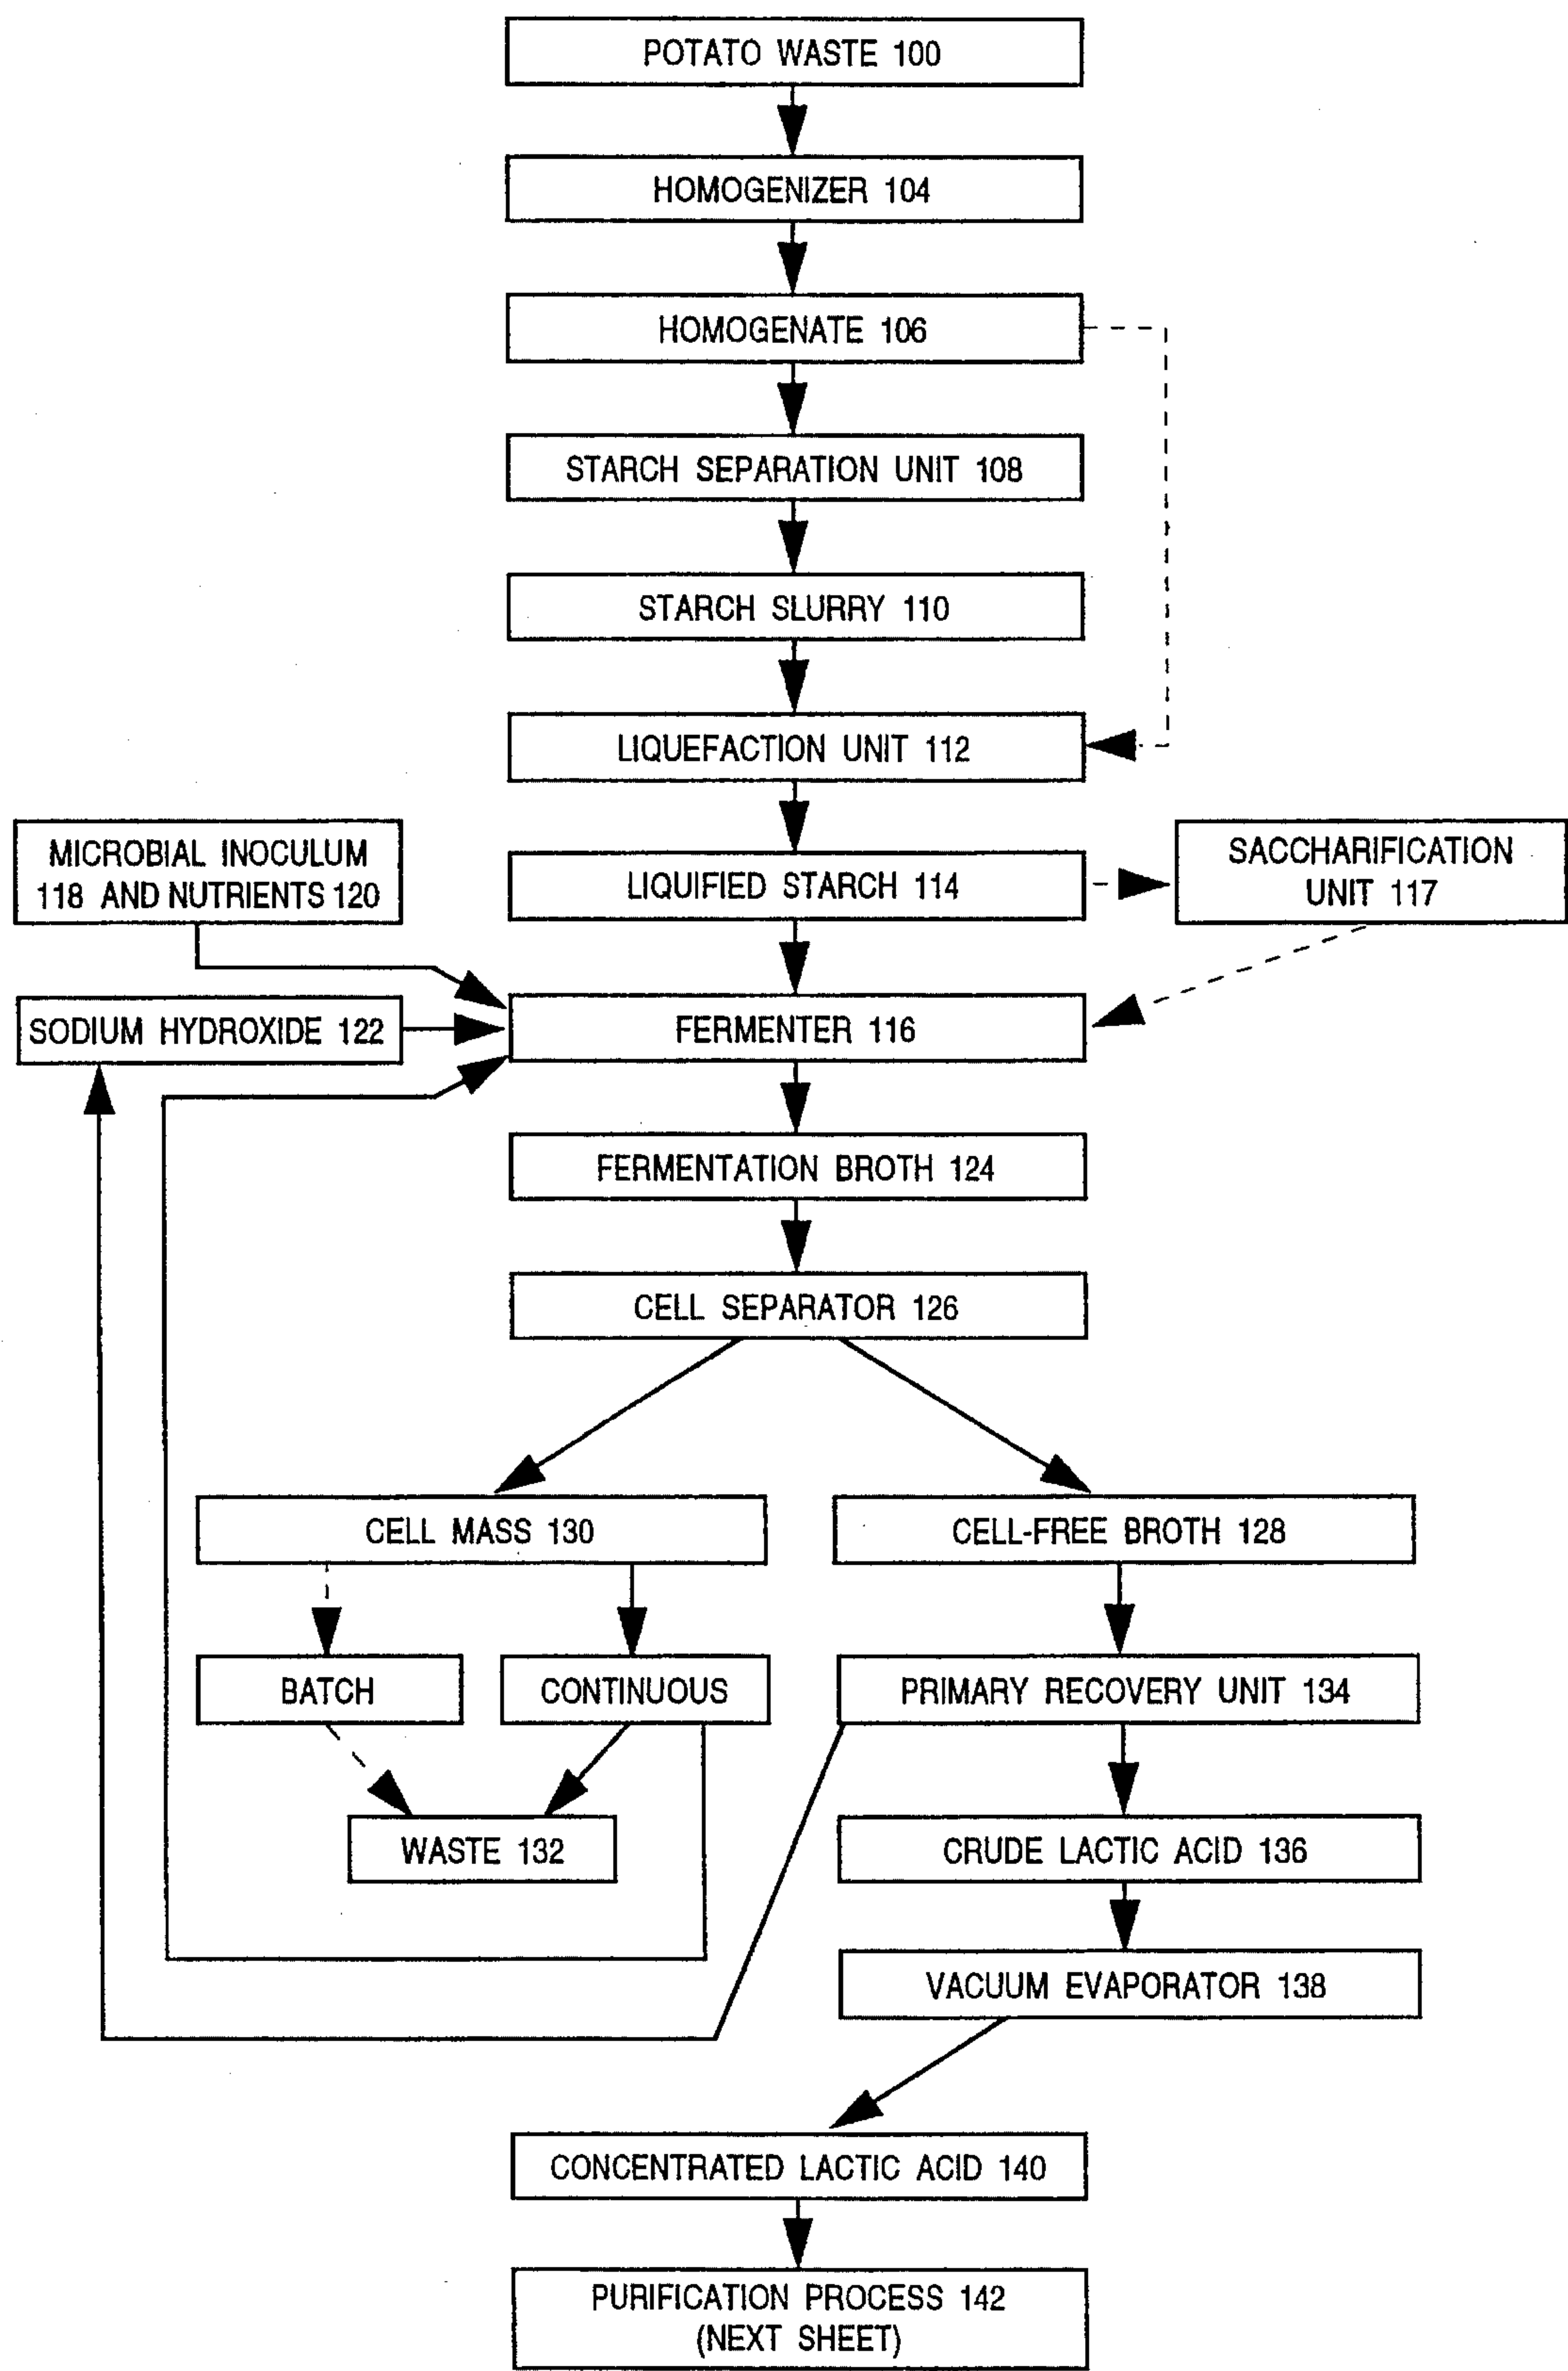 POTATO WASTE 100
HOMOGENIZER 104
HOMOGENATE 106
STARCH SEPARATION UNIT 108
STARCH SLURRY 110
LIQUEFACTION UNIT 112
MICROBIAL INOCULUM
118 AND NUTRIENTS 120
LIQUIFIED STARCH 114
SACCHARIFICATION
UNIT 117
SODIUM HYDROXIDE 122
FERMENTER 116
FERMENTATION BROTH 124
CELL SEPARATOR 126
CELL MASS 130
CELL-FREE BROTH 128
BATCH
CONTINUOUS
PRIMARY RECOVERY UNIT 134
WASTE 132
CRUDE LACTIC ACID 136
VACUUM EVAPORATOR 138
CONCENTRATED LACTIC ACID 140
PURIFICATION PROCESS 142
(NEXT SHEET)